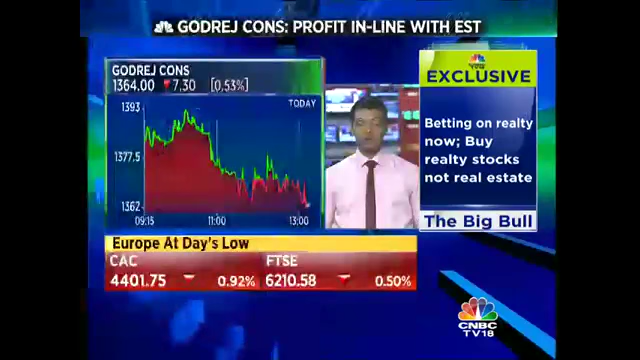 GODREJ CONS: PROFIT IN-LINE WITH EST
GODREJ CONS
1364.00 7.30 [0.53%]
TODAY
1393
1377.5
1362
09:15 11:00 13:00
CNBC
TV18
EXCLUSIVE
Betting on realty
now; Buy
realty stocks
not real estate
The Big Bull
Europe At Day's Low
CAC FTSE
4401.75 0.92% 6210.58 0.50%
CNBC
TV18